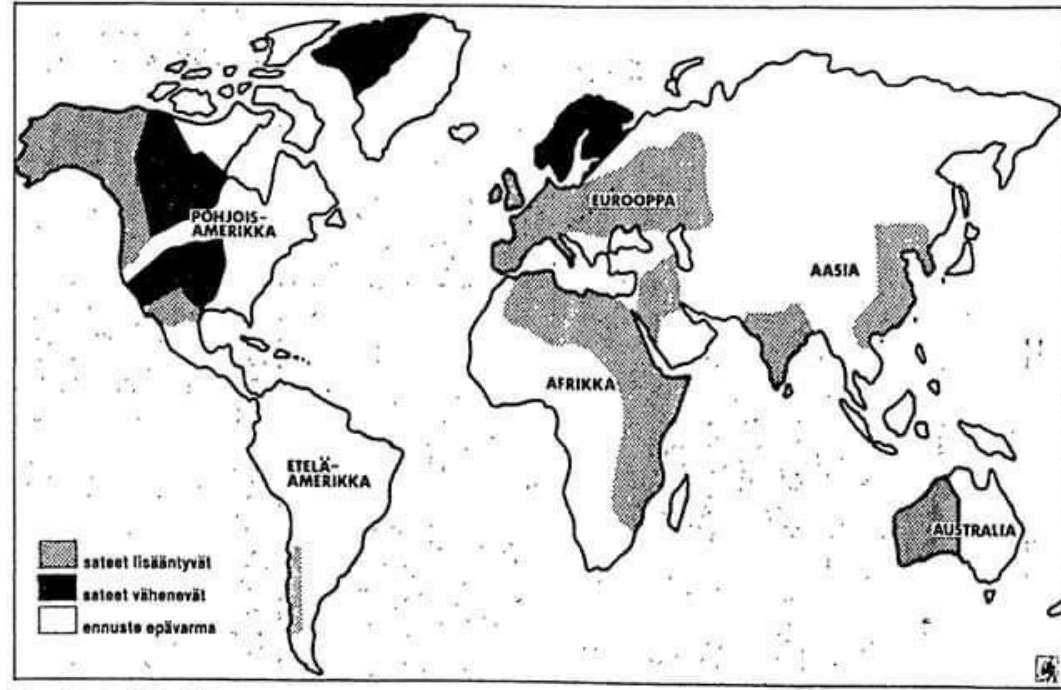 POHJOIS-
AMERIKKA
EUROOPPA
AASIA
AFRIKKA
ETELÄ-
AMERIKKA
AUSTRALIA
sateet lisääntyvät
sateet vähenevät
ennuste epävarma